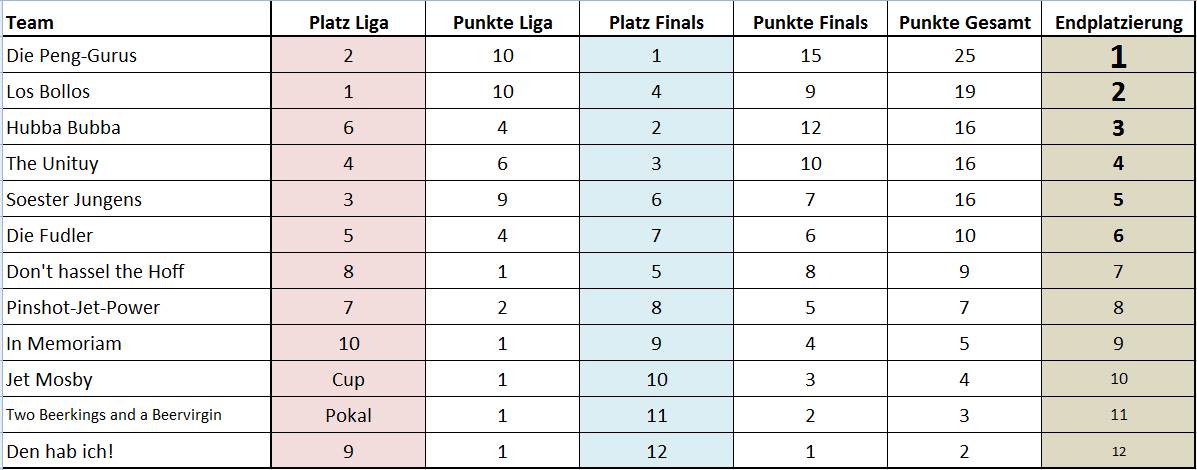 Team Platz Liga Punkte Liga Platz Finals Punkte Finals Punkte Gesamt Endplatzierung
Die Peng-Gurus 2 10 1 15 25 1
Los Bollos 1 10 4 9 19 2
Hubba Bubba 6 4 2 12 16 3
The Unituy 4 6 3 10 16 4
Soester Jungens 3 9 6 7 16 5
Die Fudler 5 4 7 6 10 6
Don't hassel the Hoff 8 1 5 8 9 7
Pinshot-Jet-Power 7 2 8 5 7 8
In Memoriam 10 1 9 4 5 9
Jet Mosby Cup 1 10 3 4 10
Two Beerkings and a Beervirgin Pokal 1 11 2 3 11
Den hab ich! 9 1 12 1 2 12